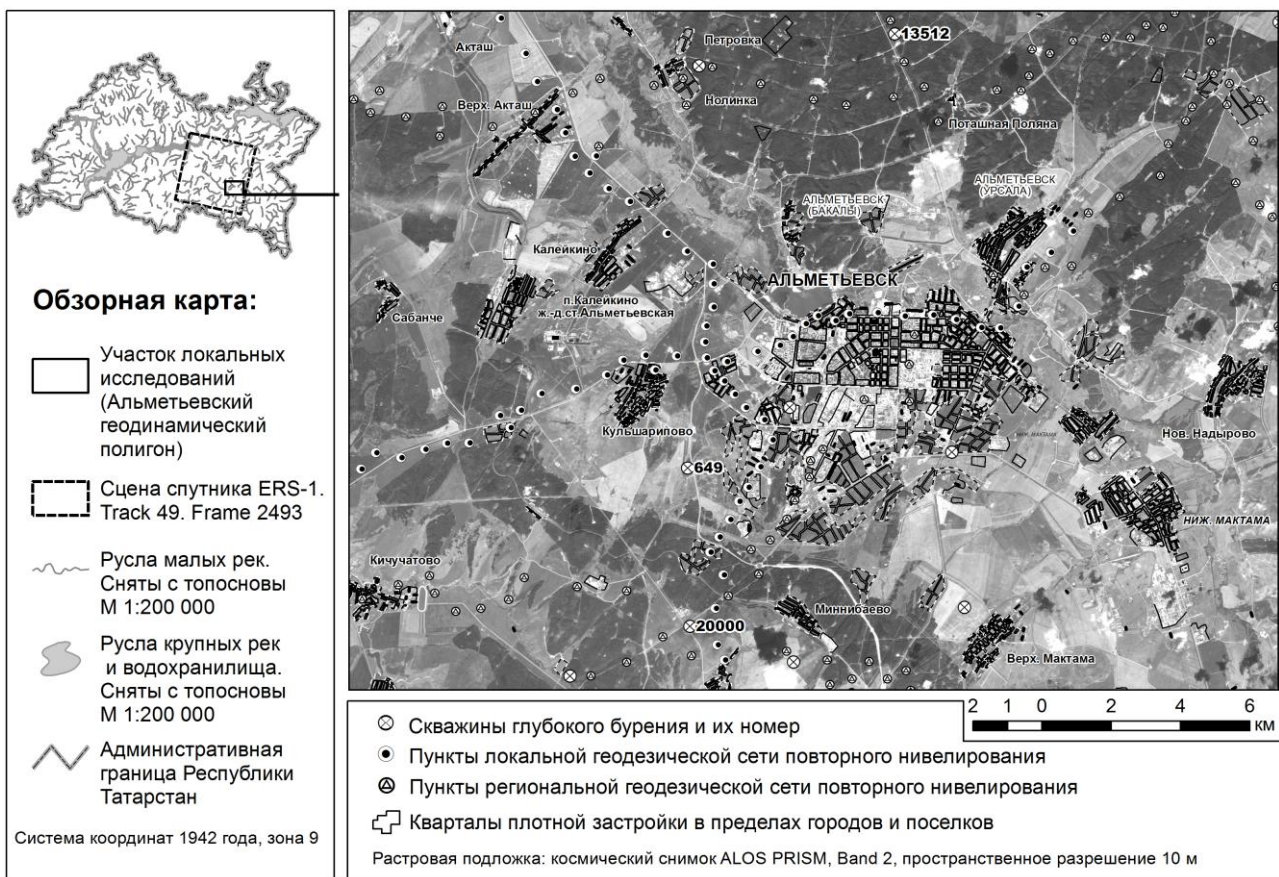 Обзорная карта:
Участок локальных
исследований
(Альметьевский
геодинамический
полигон)
Сцена спутника ERS-1.
Track 49. Frame 2493
Русла малых рек.
Сняты с топосновы
М 1:200 000
Русла крупных рек
и водохранилища.
Сняты с топосновы
М 1:200 000
Административная
граница Республики
Татарстан
Система координат 1942 года, зона 9
Акташ
Петровка
13512
Верх. Акташ
Нолинка
Поташная Поляна
АЛЬМЕТЬЕВСК
(УРСАЛА)
АЛЬМЕТЬЕВСК
(БАКАЛЫ)
Калейкино
АЛЬМЕТЬЕВСК
п.Калейкино
ж.-д.ст.Альметьевская
Сабанче
Кульшарипово
Нов. Надырово
НИЖ. МАКТАМА
649
НИЖ. МАКТАМА
Кичучатово
Миннибаево
20000
Верх. Мактама
2 1 0 2 4 6
КМ
Скважины глубокого бурения и их номер
Пункты локальной геодезической сети повторного нивелирования
Пункты региональной геодезической сети повторного нивелирования
Кварталы плотной застройки в пределах городов и поселков
Растровая подложка: космический снимок ALOS PRISM, Band 2, пространственное разрешение 10 м